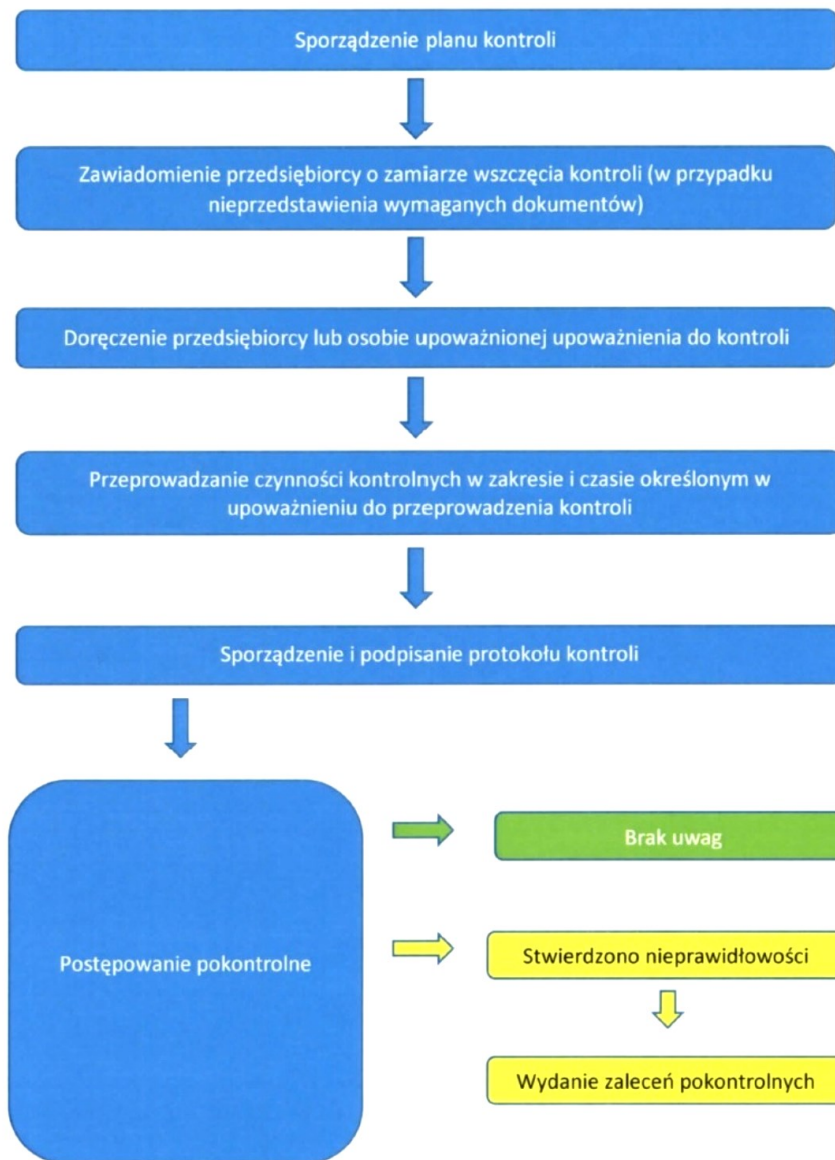 Sporządzenie planu kontroli
Zawiadomienie przedsiębiorcy o zamiarze wszczęcia kontroli (w przypadku
nieprzedstawienia wymaganych dokumentów)
Doręczenie przedsiębiorcy lub osobie upoważnionej upoważnienia do kontroli
Przeprowadzanie czynności kontrolnych w zakresie i czasie określonym w
upoważnieniu do przeprowadzenia kontroli
Sporządzenie i podpisanie protokołu kontroli
Brak uwag
Postępowanie pokontrolne
Stwierdzono nieprawidłowości
Wydanie zaleceń pokontrolnych